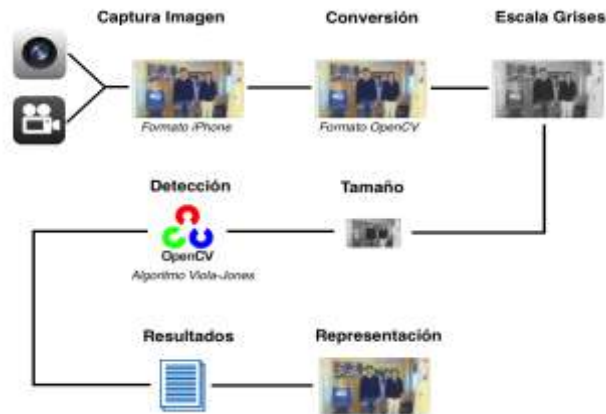 Captura Imagen
Conversión
Escala Grises
Formato iPhone
Formato OpenCV
Detección
Tamaño
OpenCV
Algoritmo Viola-Jones
Resultados
Representación